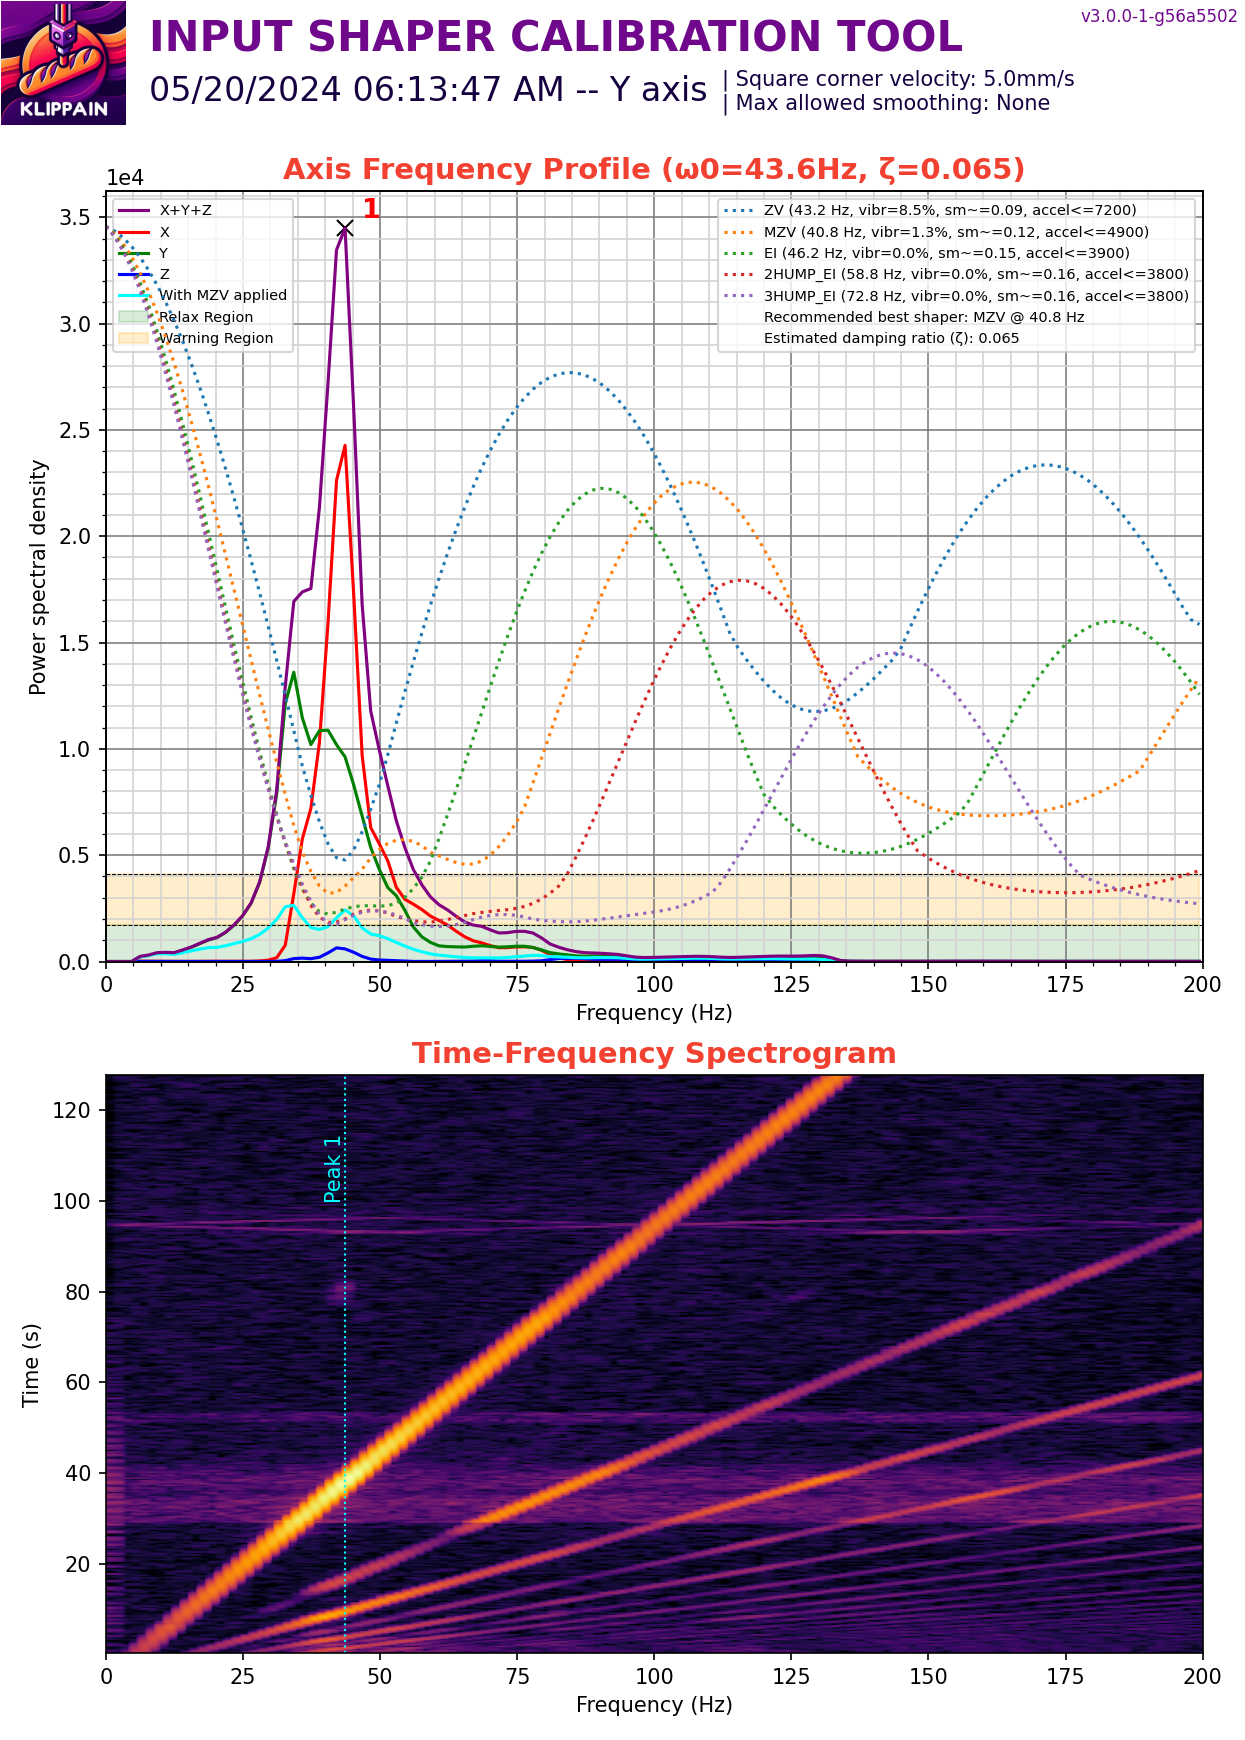 v3.0.0-1-g56a5502
INPUT SHAPER CALIBRATION TOOL
05/20/2024 06:13:47 AM -- Y axis
| Square corner velocity: 5.0mm/s
| Max allowed smoothing: None
KLIPPAIN
Axis Frequency Profile (ω0=43.6Hz, ζ=0.065)
1e4
X+Y+Z
X
Y
Z
With MZV applied
Relax Region
Warning Region
1
ZV (43.2 Hz, vibr=8.5%, sm~=0.09, accel<=7200)
MZV (40.8 Hz, vibr=1.3%, sm~=0.12, accel<=4900)
EI (46.2 Hz, vibr=0.0%, sm~=0.15, accel<=3900)
2HUMP_EI (58.8 Hz, vibr=0.0%, sm~=0.16, accel<=3800)
3HUMP_EI (72.8 Hz, vibr=0.0%, sm~=0.16, accel<=3800)
Recommended best shaper: MZV @ 40.8 Hz
Estimated damping ratio (ζ): 0.065
3.5
3.0
2.5
2.0
1.5
1.0
0.5
0.0
Power spectral density
0 25 50 75 100 125 150 175 200
Frequency (Hz)
Time-Frequency Spectrogram
120
100
80
60
40
20
Time (s)
Peak 1
0 25 50 75 100 125 150 175 200
Frequency (Hz)